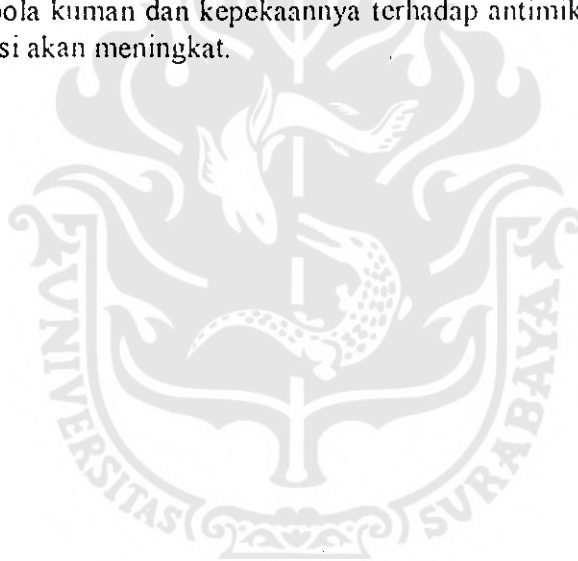 pola kuman dan kepekaannya terhadap antimik
si akan meningkat.
UNIVERSITAS SURABAYA